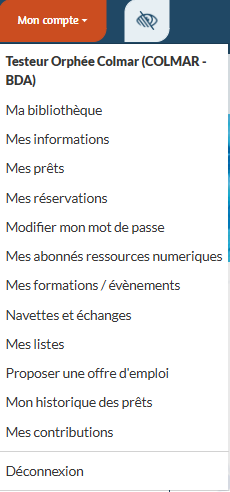 Mon compte
Testeur Orphée Colmar (COLMAR -
BDA)
Ma bibliothèque
Mes informations
Mes prêts
Mes réservations
Modifier mon mot de passe
Mes abonnés ressources numeriques
Mes formations / évènements
Navettes et échanges
Mes listes
Proposer une offre d'emploi
Mon historique des prêts
Mes contributions
Déconnexion